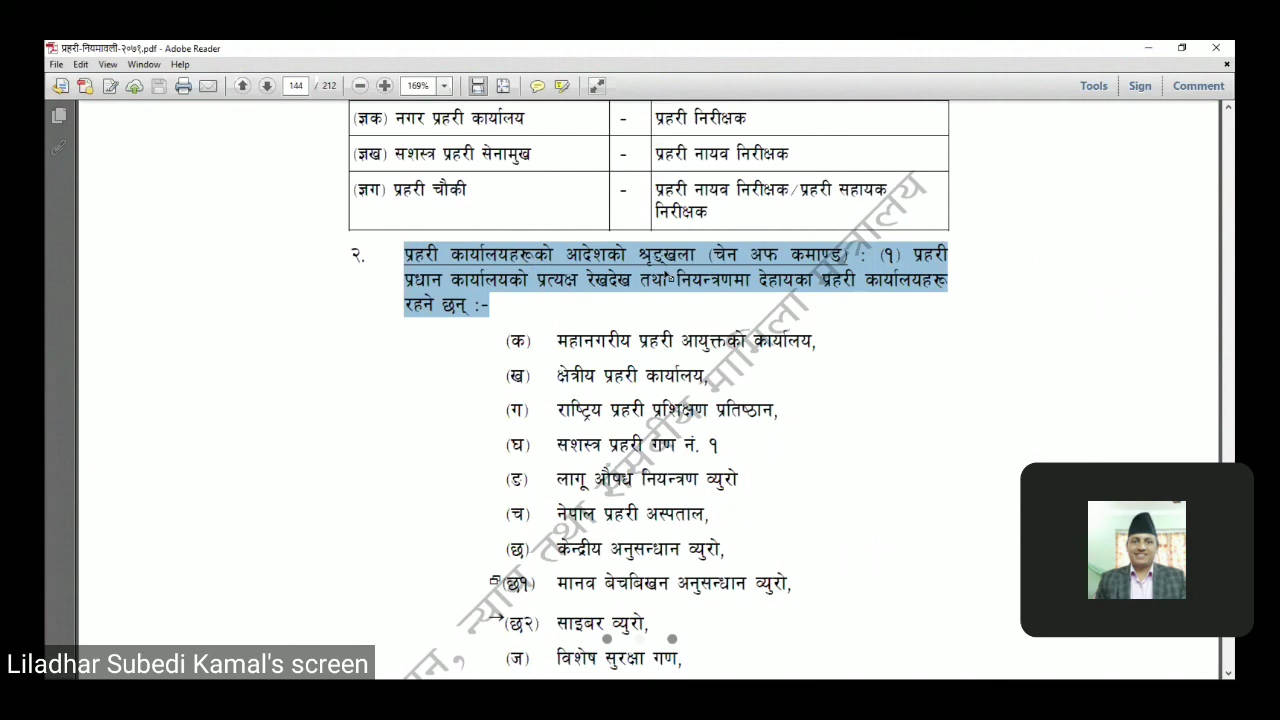 प्रहरी-नियमावली-२०७१.pdf - Adobe Reader
File Edit View Window Help
144 / 212 169% Tools Sign Comment
(ज्ञक) नगर प्रहरी कार्यालय - प्रहरी निरीक्षक
(ज्ञख) सशस्त्र प्रहरी सेनामुख - प्रहरी नायव निरीक्षक
(ज्ञग) प्रहरी चौकी - प्रहरी नायव निरीक्षक/प्रहरी सहायक
निरीक्षक
२. प्रहरी कार्यालयहरूको आदेशको श्रृङ्खला (चेन अफ कमाण्ड) : (१) प्रहरी
प्रधान कार्यालयको प्रत्यक्ष रेखदेख तथा नियन्त्रणमा देहायका प्रहरी कार्यालयहरू
रहने छन् :-
(क) महानगरीय प्रहरी आयुक्तको कार्यालय,
(ख) क्षेत्रीय प्रहरी कार्यालय,
(ग) राष्ट्रिय प्रहरी प्रशिक्षण प्रतिष्ठान,
(घ) सशस्त्र प्रहरी गण नं. १
(ङ) लागू औषध नियन्त्रण व्युरो
(च) नेपाल प्रहरी अस्पताल,
(छ) केन्द्रीय अनुसन्धान व्युरो,
(छ१) मानव बेचबिखन अनुसन्धान व्युरो,
(छ२) साइबर व्युरो,
(ज) विशेष सुरक्षा गण,
न्याय तथा संसदीय मामिला मन्त्रालय
Liladhar Subedi Kamal's screen